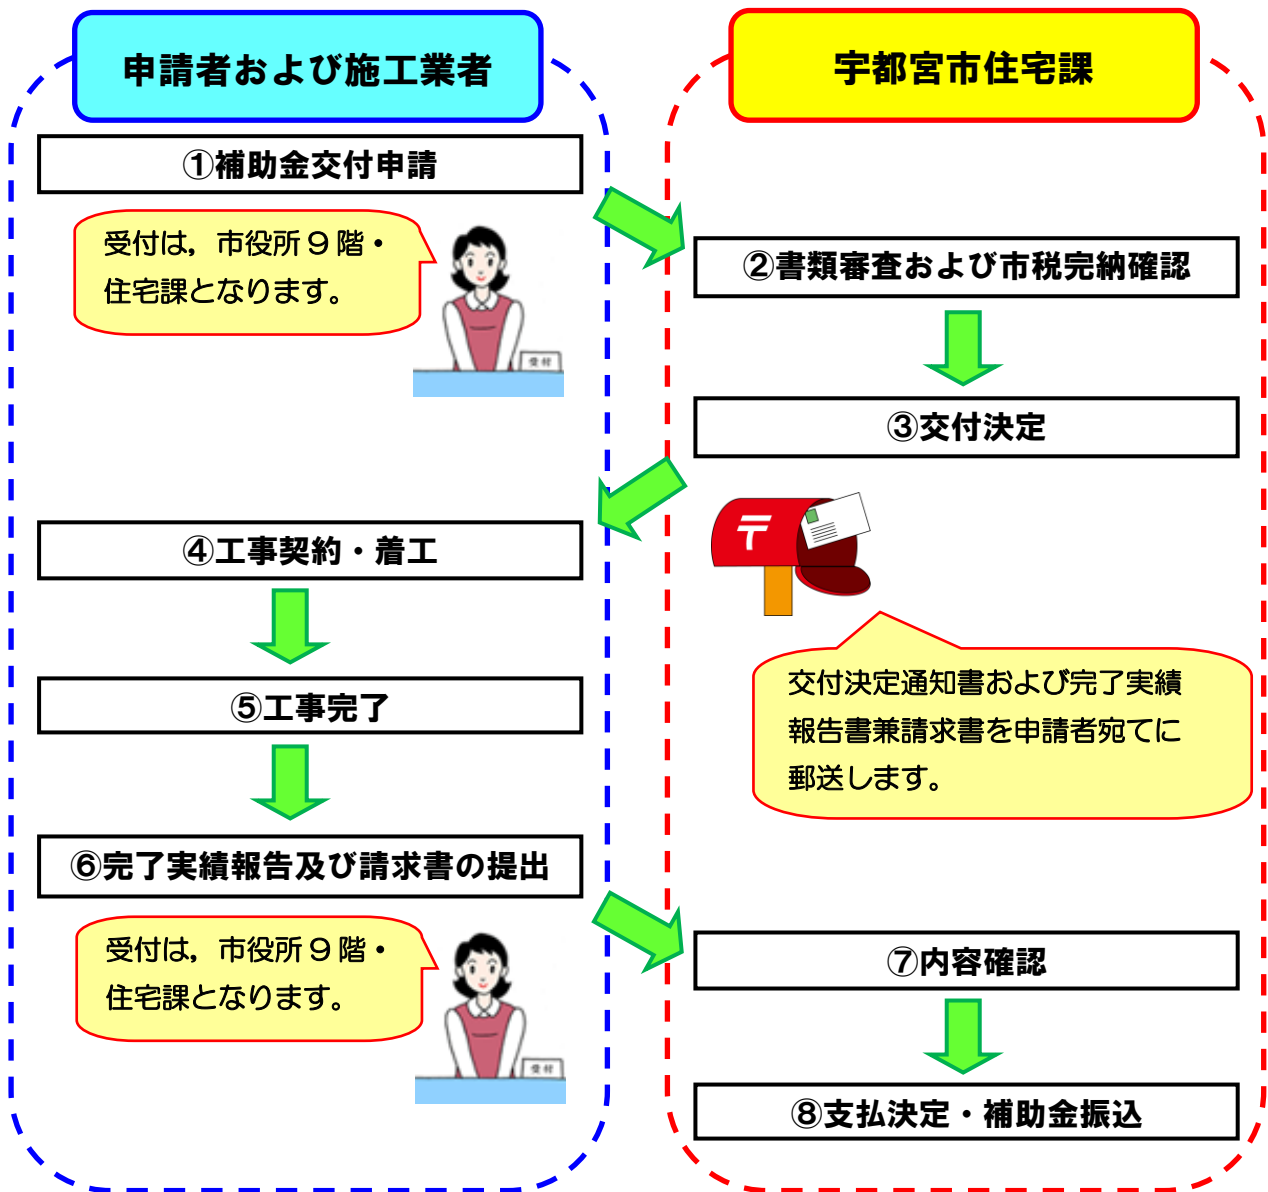 申請者および施工業者
宇都宮市住宅課
①補助金交付申請
受付は，市役所９階・
住宅課となります。
受付
②書類審査および市税完納確認
③交付決定
④工事契約・着工
⑤工事完了
交付決定通知書および完了実績
報告書兼請求書を申請者宛てに
郵送します。
⑥完了実績報告及び請求書の提出
受付は，市役所９階・
住宅課となります。
受付
⑦内容確認
⑧支払決定・補助金振込